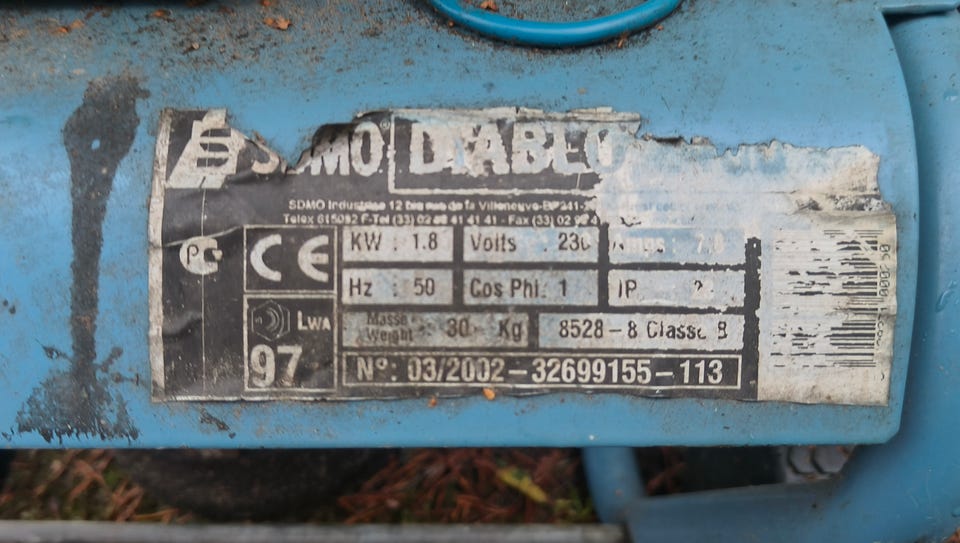 SDMO DIABLO
SDMO Industries 12 bis rue de la Villeneuve-BP
Telex 615092 F-Tel (33) 02 98 41 41 41 - Fax (33) 02 98 4
KW : 1.8 Volts : 230 Amps : 7.8
CE
Hz : 50 Cos Phi. 1 IP
LWA
97
Masse : 30 Kg 8528-8 Classe B
Weight
N°: 03/2002-32699155-113